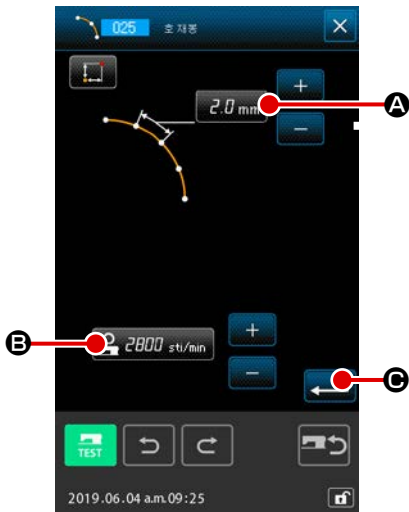 025 호 재봉
2.0 mm
A
B
2800 sti/min
C
TEST
2019.06.04 a.m.09:25